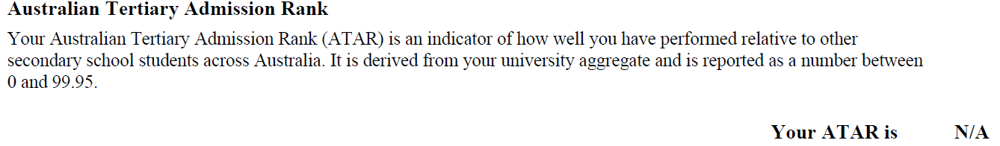 Australian Tertiary Admission Rank
Your Australian Tertiary Admission Rank (ATAR) is an indicator of how well you have performed relative to other
secondary school students across Australia. It is derived from your university aggregate and is reported as a number between
0 and 99.95.
Your ATAR is N/A